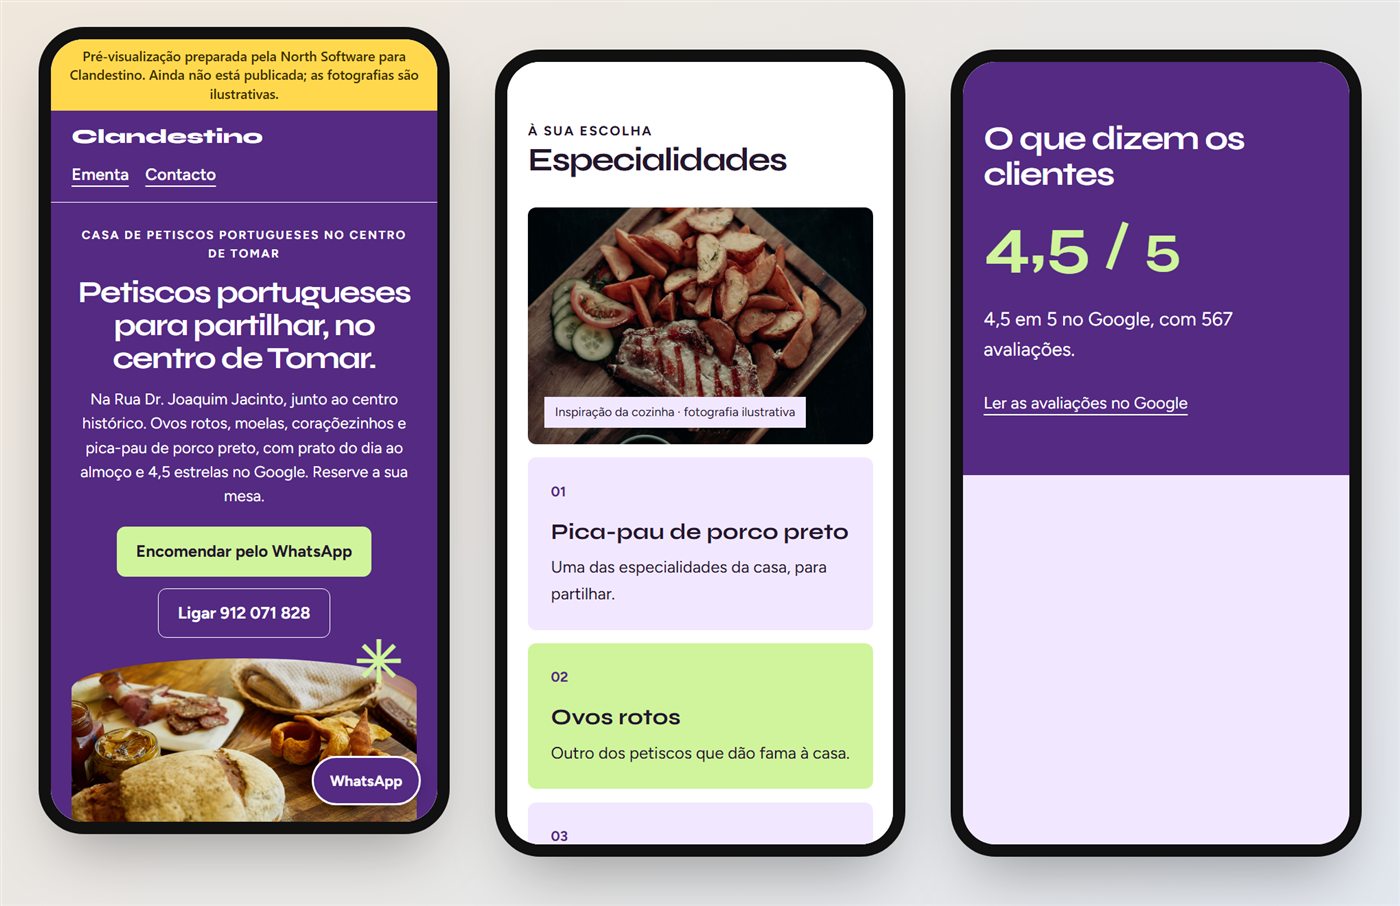 Pré-visualização preparada pela North Software para
Clandestino. Ainda não está publicada; as fotografias são
ilustrativas.
Clandestino
Ementa Contacto
CASA DE PETISCOS PORTUGUESES NO CENTRO
DE TOMAR
Petiscos portugueses
para partilhar, no
centro de Tomar.
Na Rua Dr. Joaquim Jacinto, junto ao centro
histórico. Ovos rotos, moelas, coraçõezinhos e
pica-pau de porco preto, com prato do dia ao
almoço e 4,5 estrelas no Google. Reserve a sua
mesa.
Encomendar pelo WhatsApp
Ligar 912 071 828
WhatsApp
À SUA ESCOLHA
Especialidades
Inspiração da cozinha · fotografia ilustrativa
01
Pica-pau de porco preto
Uma das especialidades da casa, para
partilhar.
02
Ovos rotos
Outro dos petiscos que dão fama à casa.
03
O que dizem os
clientes
4,5 / 5
4,5 em 5 no Google, com 567
avaliações.
Ler as avaliações no Google